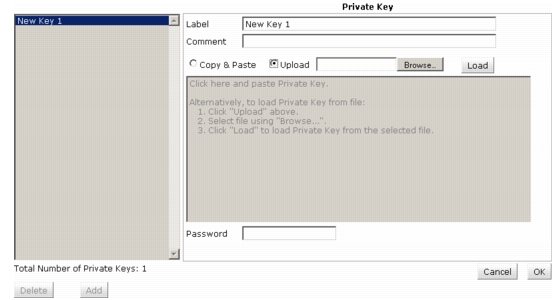 Private Key
New Key 1
Label New Key 1
Comment
Copy & Paste Upload Browse... Load
Click here and paste Private Key.
Alternatively, to load Private Key from file:
1. Click "Upload" above.
2. Select file using "Browse...".
3. Click "Load" to load Private Key from the selected file.
Password
Total Number of Private Keys: 1
Cancel OK
Delete Add